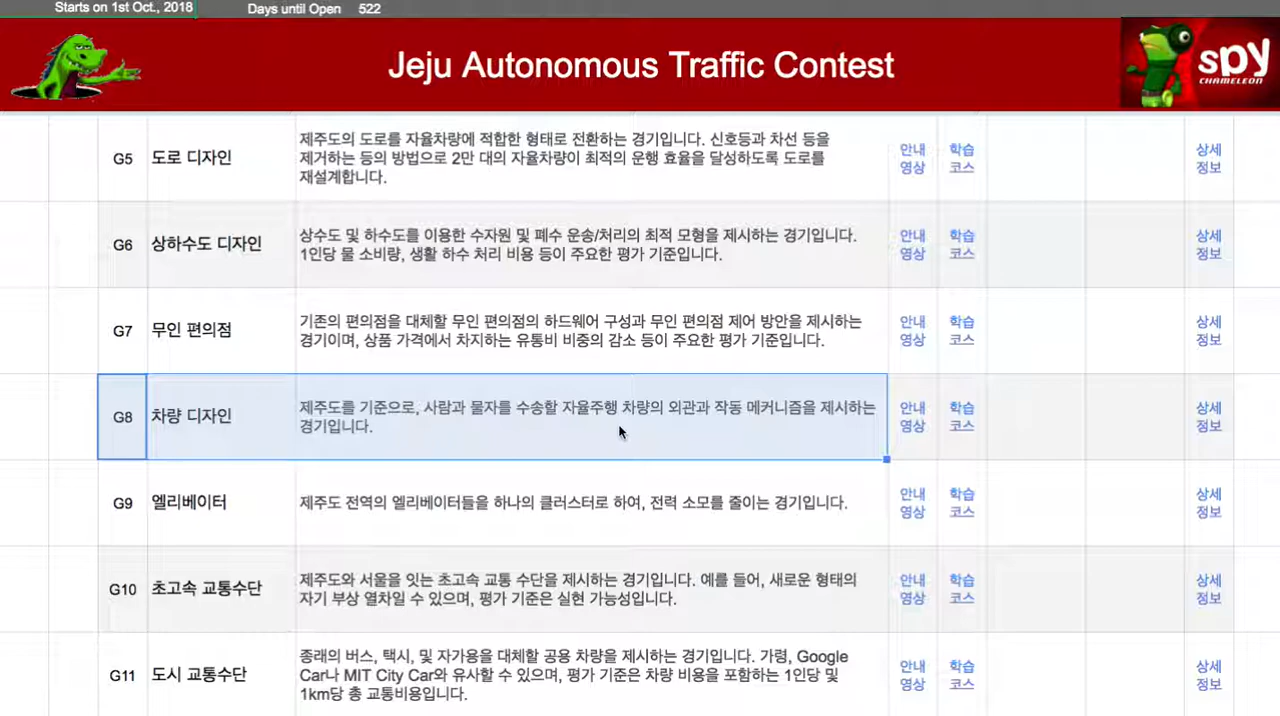 Starts on 1st Oct., 2018 Days until Open 522
Jeju Autonomous Traffic Contest
spy
CHAMELEON
G5 도로 디자인
제주도의 도로를 자율차량에 적합한 형태로 전환하는 경기입니다. 신호등과 차선 등을
제거하는 등의 방법으로 2만 대의 자율차량이 최적의 운행 효율을 달성하도록 도로를
재설계합니다.
안내 학습 상세
영상 코스 정보
G6 상하수도 디자인
상수도 및 하수도를 이용한 수자원 및 폐수 운송/처리의 최적 모형을 제시하는 경기입니다.
1인당 물 소비량, 생활 하수 처리 비용 등이 주요한 평가 기준입니다.
안내 학습 상세
영상 코스 정보
G7 무인 편의점
기존의 편의점을 대체할 무인 편의점의 하드웨어 구성과 무인 편의점 제어 방안을 제시하는
경기이며, 상품 가격에서 차지하는 유통비 비중의 감소 등이 주요한 평가 기준입니다.
안내 학습 상세
영상 코스 정보
G8 차량 디자인
제주도를 기준으로, 사람과 물자를 수송할 자율주행 차량의 외관과 작동 메커니즘을 제시하는
경기입니다.
안내 학습 상세
영상 코스 정보
G9 엘리베이터
제주도 전역의 엘리베이터들을 하나의 클러스터로 하여, 전력 소모를 줄이는 경기입니다.
안내 학습 상세
영상 코스 정보
G10 초고속 교통수단
제주도와 서울을 잇는 초고속 교통 수단을 제시하는 경기입니다. 예를 들어, 새로운 형태의
자기 부상 열차일 수 있으며, 평가 기준은 실현 가능성입니다.
안내 학습 상세
영상 코스 정보
G11 도시 교통수단
종래의 버스, 택시, 및 자가용을 대체할 공용 차량을 제시하는 경기입니다. 가령, Google
Car나 MIT City Car와 유사할 수 있으며, 평가 기준은 차량 비용을 포함하는 1인당 및
1km당 총 교통비용입니다.
안내 학습 상세
영상 코스 정보